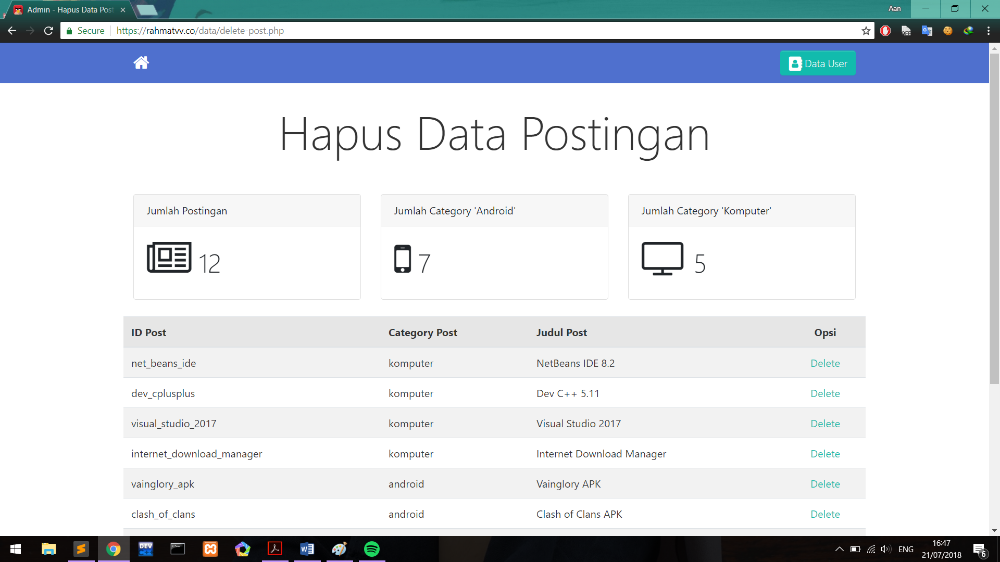 Admin - Hapus Data Post
Aan
Secure
https://rahmatvv.co/data/delete-post.php
OFF
Data User
Hapus Data Postingan
Jumlah Postingan
12
Jumlah Category 'Android'
7
Jumlah Category 'Komputer'
5
ID Post Category Post Judul Post Opsi
net_beans_ide komputer NetBeans IDE 8.2 Delete
dev_cplusplus komputer Dev C++ 5.11 Delete
visual_studio_2017 komputer Visual Studio 2017 Delete
internet_download_manager komputer Internet Download Manager Delete
vainglory_apk android Vainglory APK Delete
clash_of_clans android Clash of Clans APK Delete
DEV
C++
ENG
16:47
21/07/2018
6